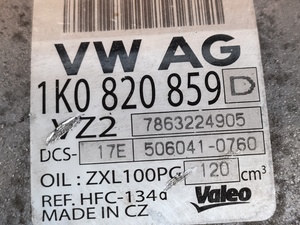 VW AG
1K0 820 859 D
VZ2 7863224905
DCS- 17E 506041-0760
OIL: ZXL100PG 120 cm³
REF. HFC-134a
MADE IN CZ Valeo